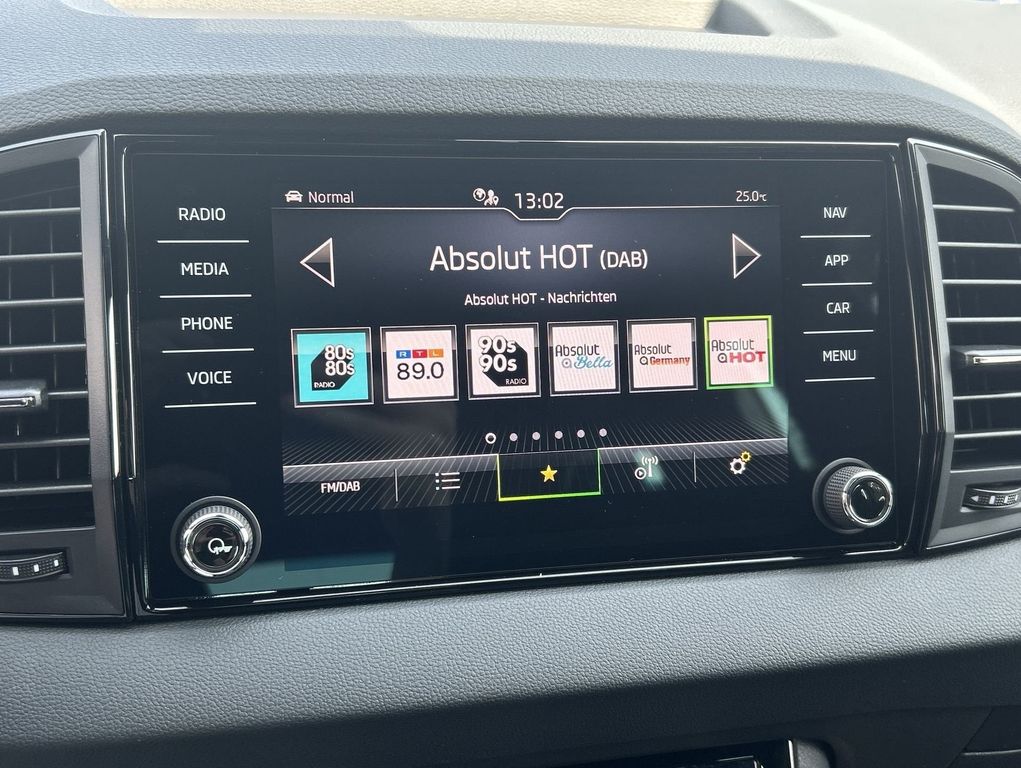 Normal
13:02
25.0°C
RADIO
MEDIA
PHONE
VOICE
NAV
APP
CAR
MENU
Absolut HOT (DAB)
Absolut HOT - Nachrichten
80s
80s
RADIO
RTL
89.0
90s
90s
RADIO
Absolut
Bella
Absolut
Germany
Absolut
HOT
FM/DAB